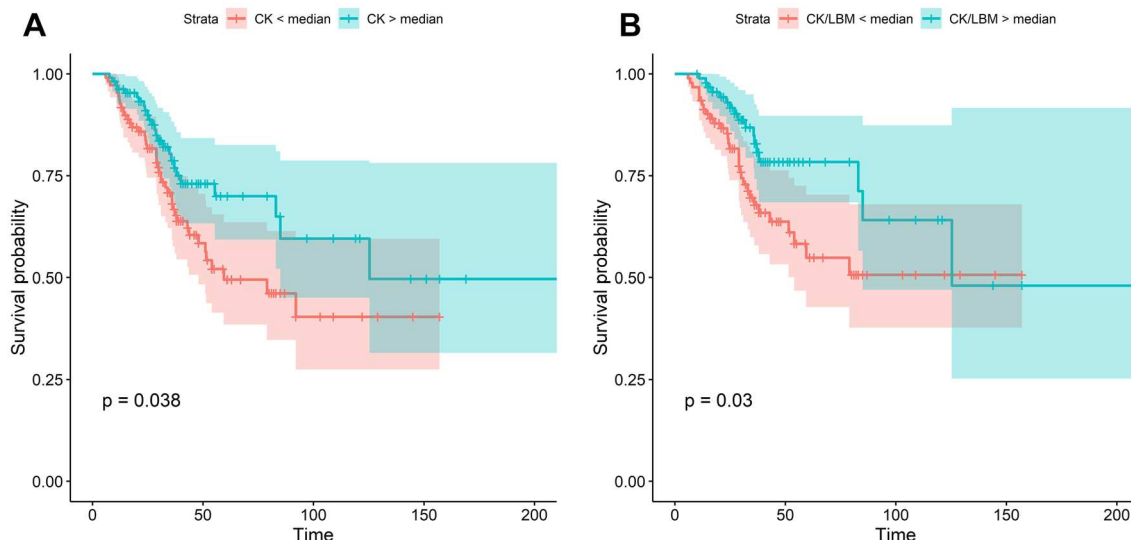 A
Strata CK < median CK > median
1.00
0.75
0.50
0.25
0.00
Survival probability
p = 0.038
0 50 100 150 200
Time
B
Strata CK/LBM < median CK/LBM > median
1.00
0.75
0.50
0.25
0.00
Survival probability
p = 0.03
0 50 100 150 200
Time